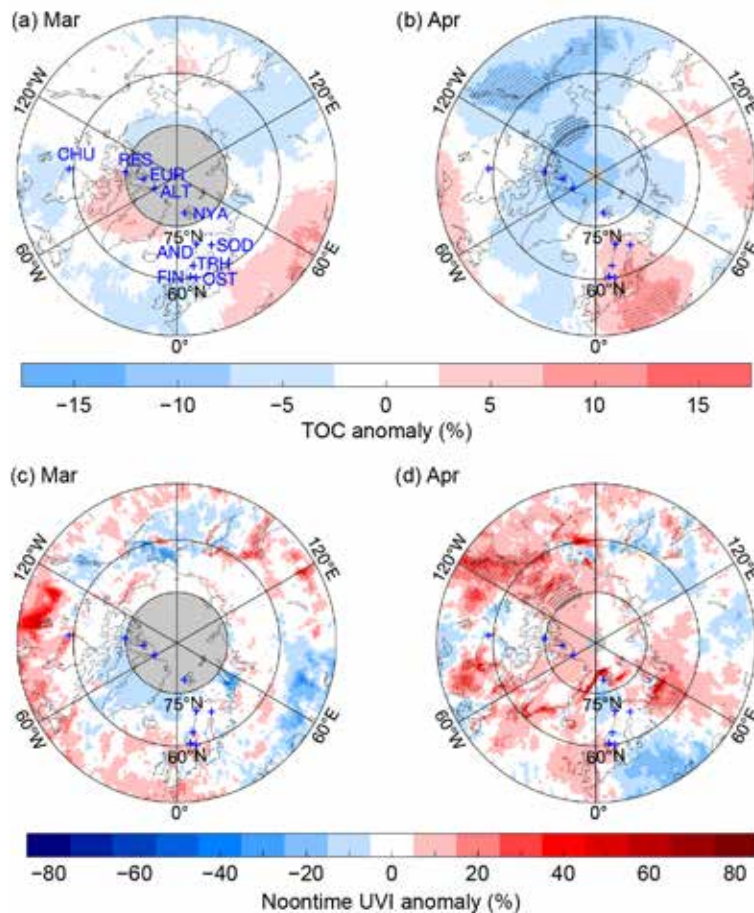 (a) Mar
(b) Apr
120°W
120°E
120°W
120°E
CHU
RES
EUR
ALT
NYA
75°N
AND
SOD
TRH
FIN
OST
60°N
60°W
60°E
0°
75°N
60°N
60°W
60°E
0°
−15 −10 −5 0 5 10 15
TOC anomaly (%)
(c) Mar
(d) Apr
120°W
120°E
120°W
120°E
75°N
60°N
60°W
60°E
0°
75°N
60°N
60°W
60°E
0°
−80 −60 −40 −20 0 20 40 60 80
Noontime UVI anomaly (%)